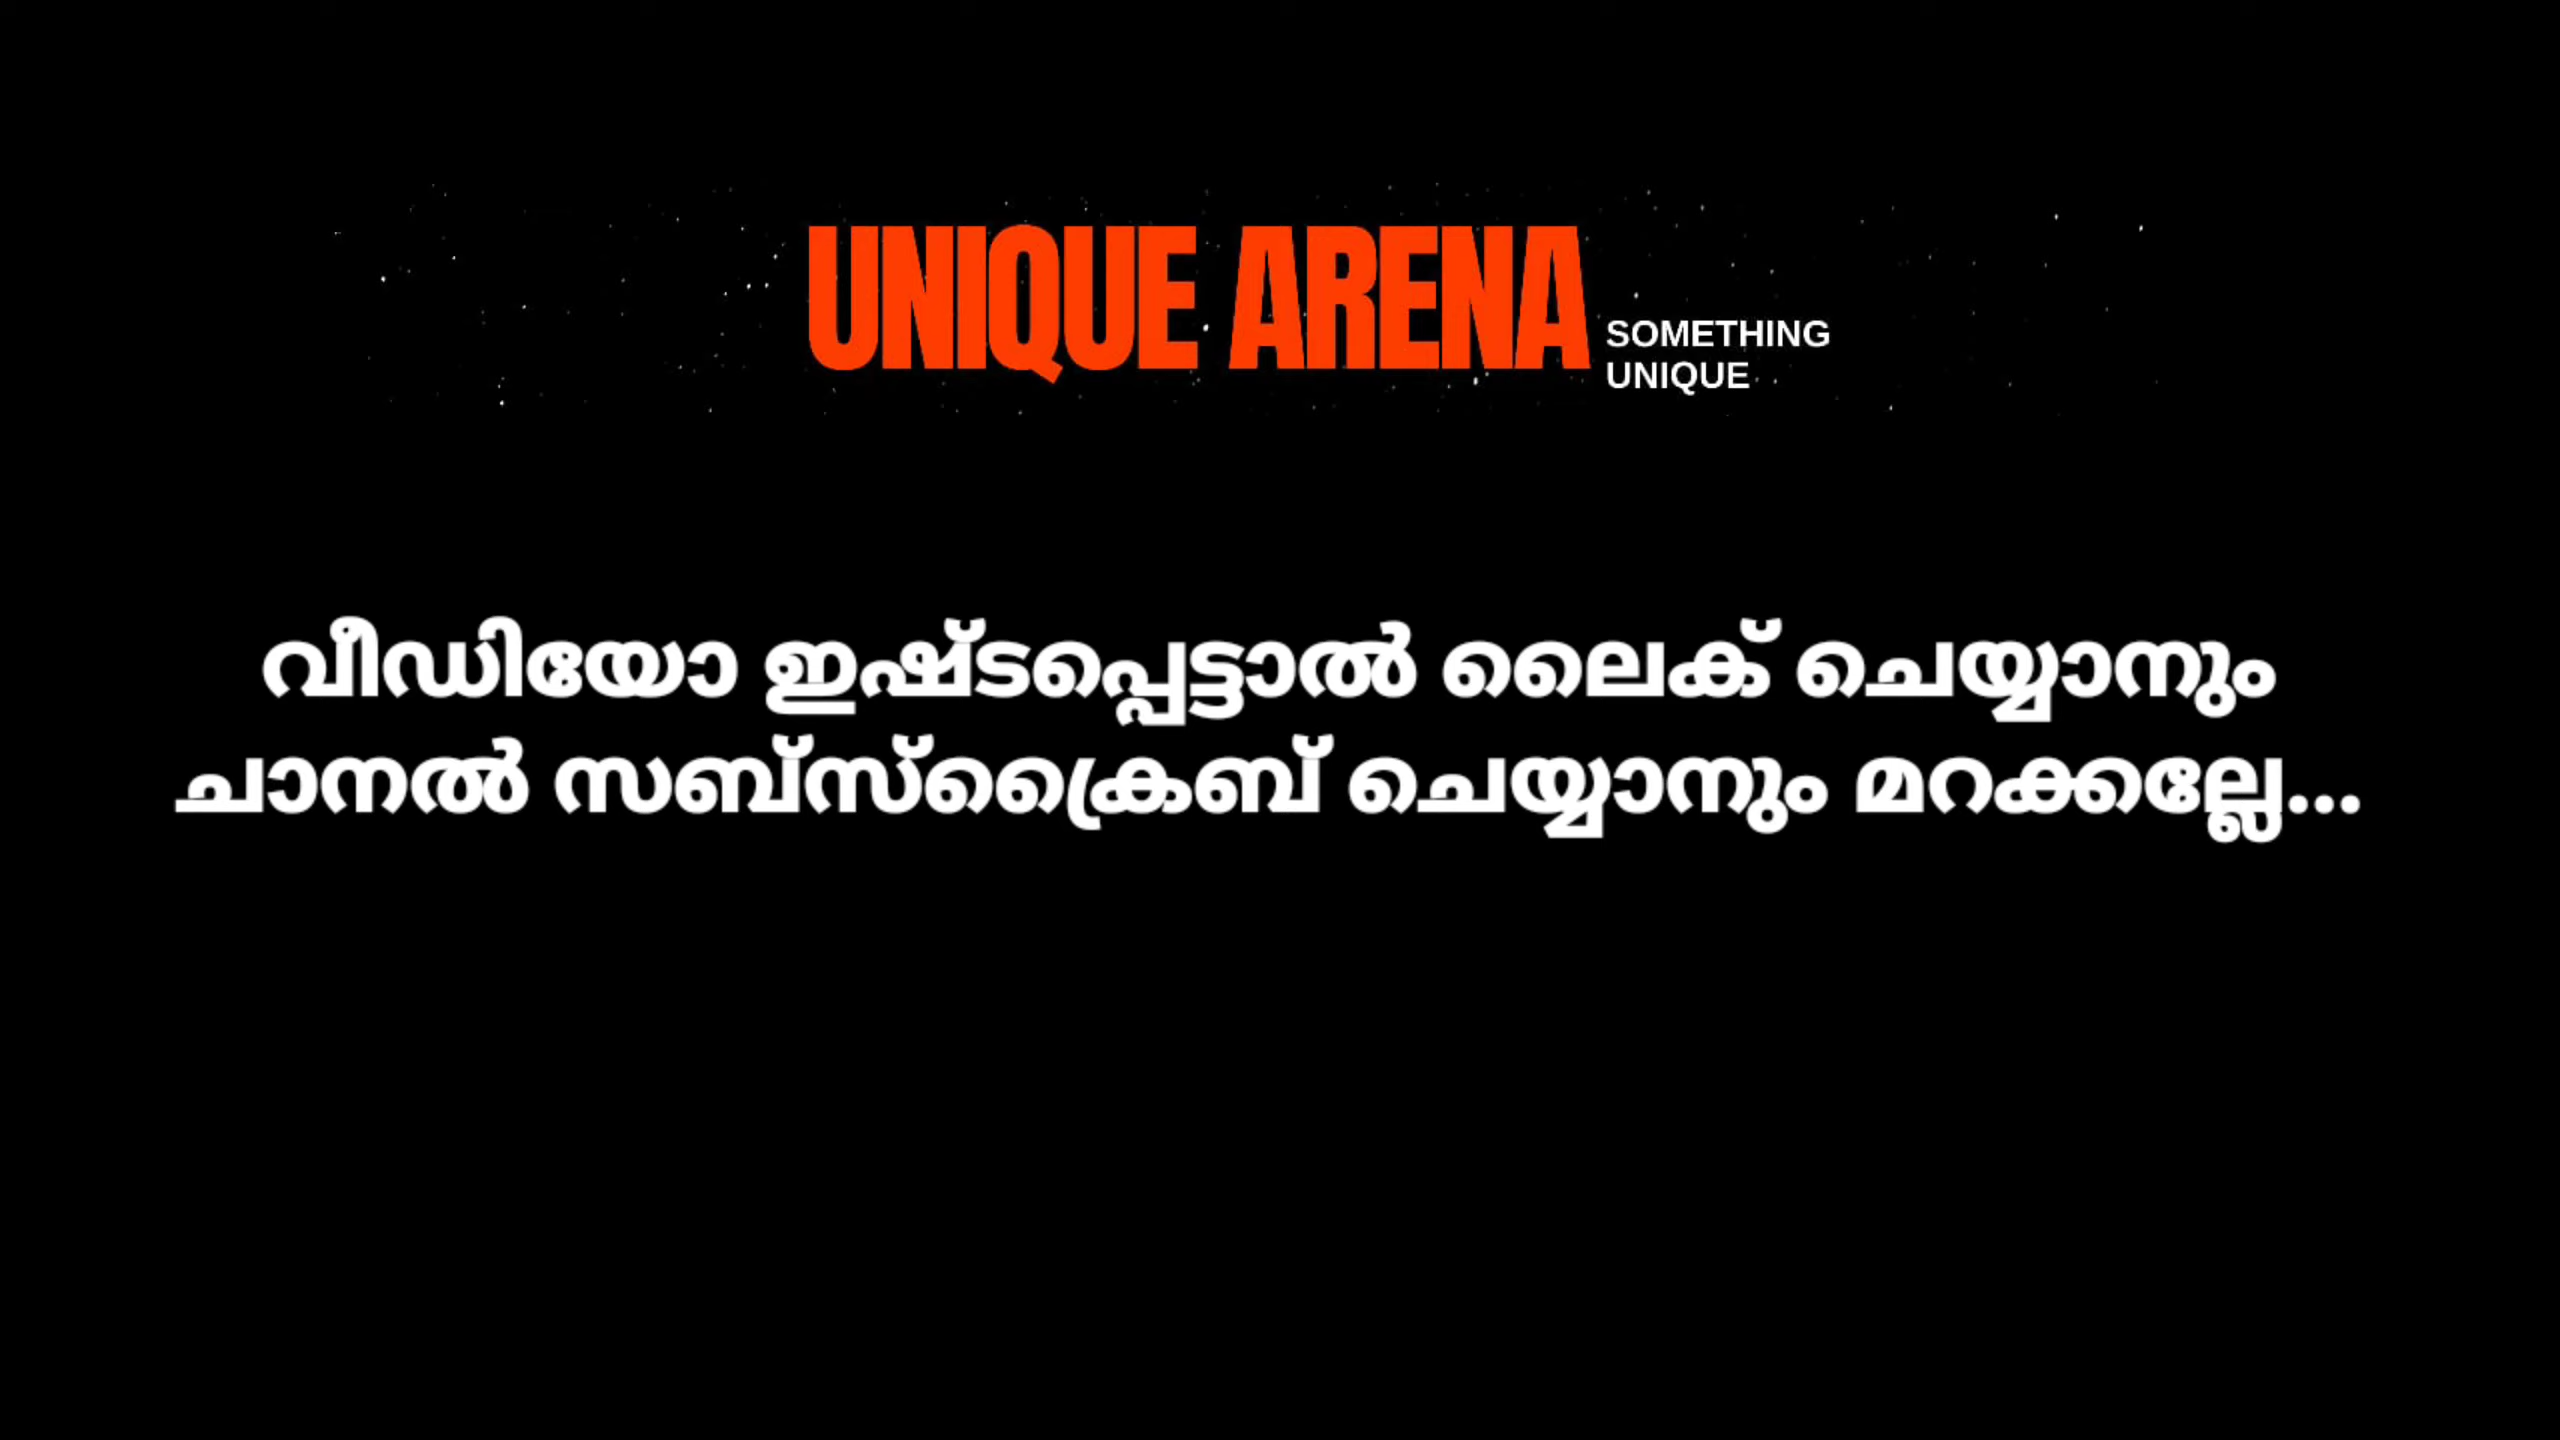 UNIQUE ARENA
SOMETHING
UNIQUE
വീഡിയോ ഇഷ്ടപ്പെട്ടാൽ ലൈക് ചെയ്യാനും
ചാനൽ സബ്സ്ക്രൈബ് ചെയ്യാനും മറക്കല്ലേ...